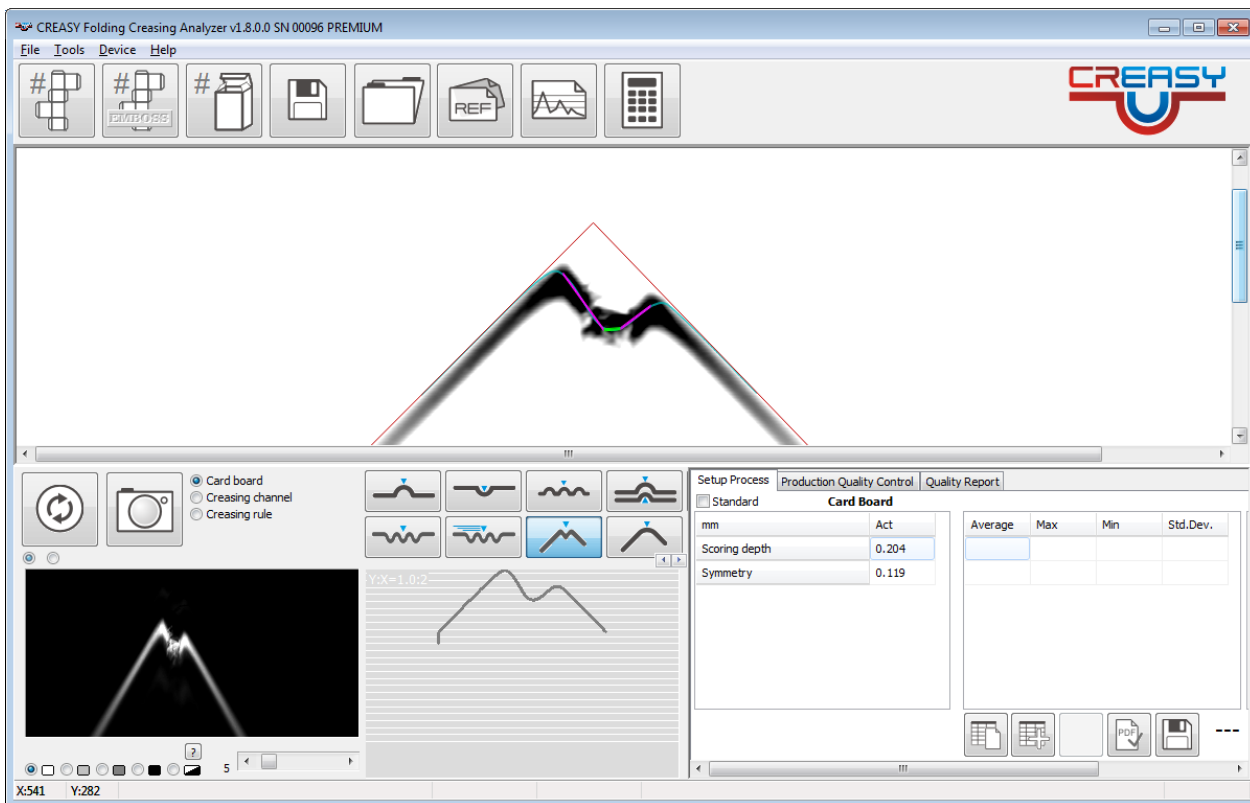 CREASY Folding Creasing Analyzer v1.8.0.0 SN 00096 PREMIUM
File Tools Device Help
# # EMBOSS # REF CREASY
Card board
Creasing channel
Creasing rule
Setup Process Production Quality Control Quality Report
Standard Card Board
mm Act Average Max Min Std.Dev.
Scoring depth 0.204
Symmetry 0.119
Y:X=1.0:2
PDF ---
? 5
X:541 Y:282